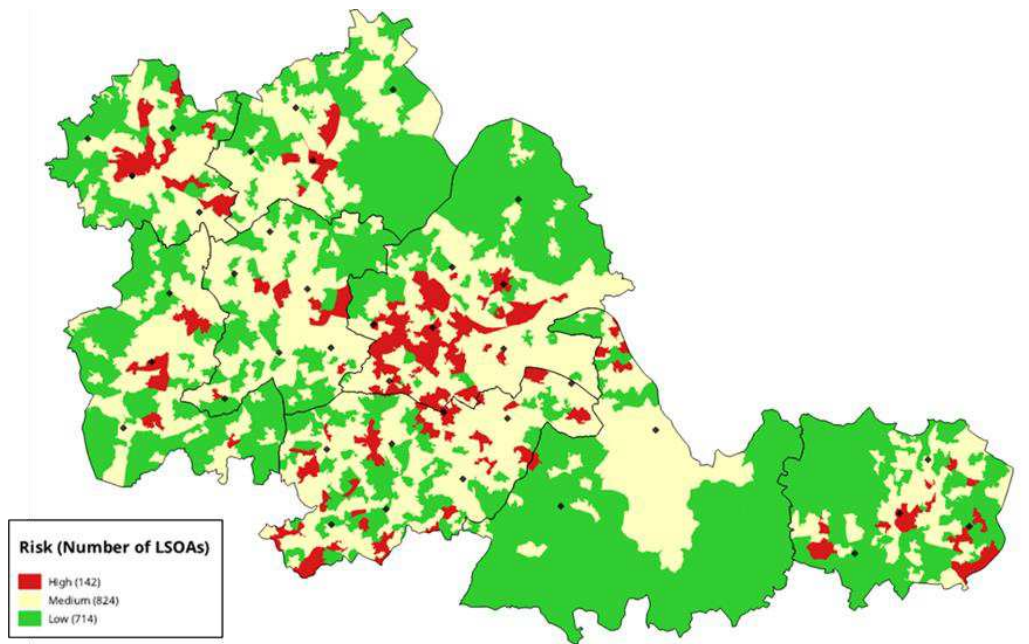 Risk (Number of LSOAs)
High (142)
Medium (824)
Low (714)